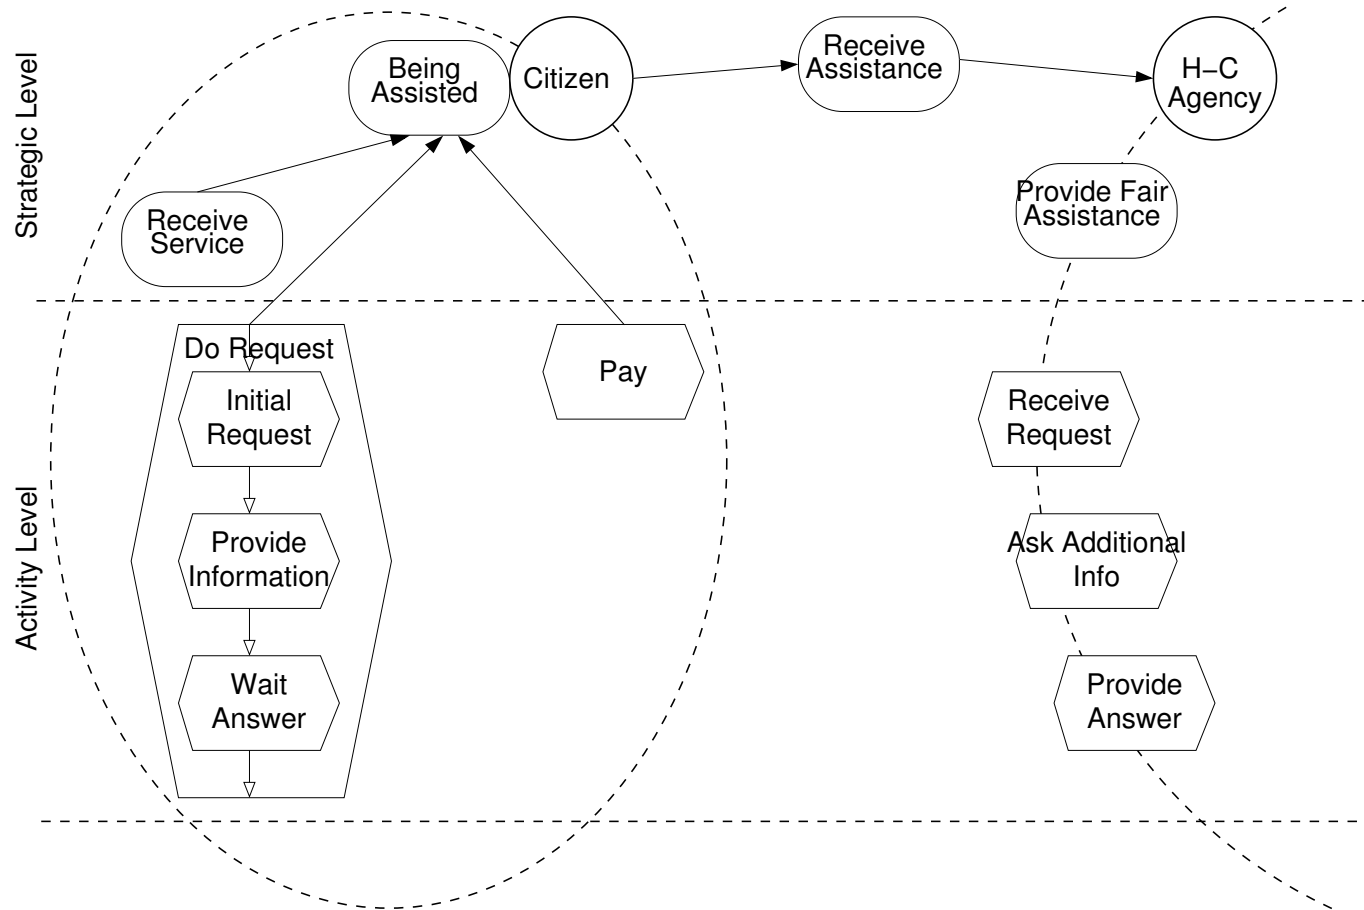 Strategic Level
Being
Assisted
Citizen
Receive
Assistance
H–C
Agency
Receive
Service
Provide Fair
Assistance
Activity Level
Do Request
Initial
Request
Provide
Information
Wait
Answer
Pay
Receive
Request
Ask Additional
Info
Provide
Answer